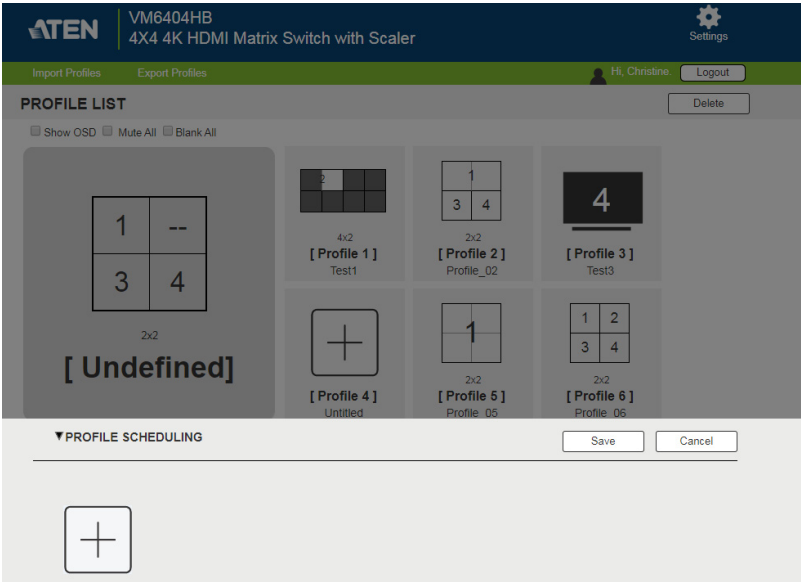 ATEN
VM6404HB
4X4 4K HDMI Matrix Switch with Scaler
Settings
Import Profiles
Export Profiles
Hi, Christine.
Logout
PROFILE LIST
Delete
Show OSD
Mute All
Blank All
1 --
3 4
2x2
[ Undefined]
2
4x2
[ Profile 1 ]
Test1
1
3 4
2x2
[ Profile 2 ]
Profile_02
4
[ Profile 3 ]
Test3
[ Profile 4 ]
Untitled
1
2x2
[ Profile 5 ]
Profile_05
1 2
3 4
2x2
[ Profile 6 ]
Profile_06
▼PROFILE SCHEDULING
Save
Cancel